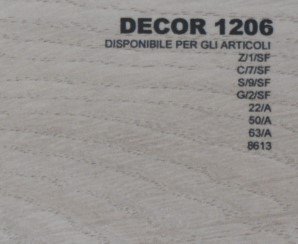 DECOR 1206
DISPONIBILE PER GLI ARTICOLI
Z/1/SF
C/7/SF
S/9/SF
G/2/SF
22/A
50/A
63/A
8613